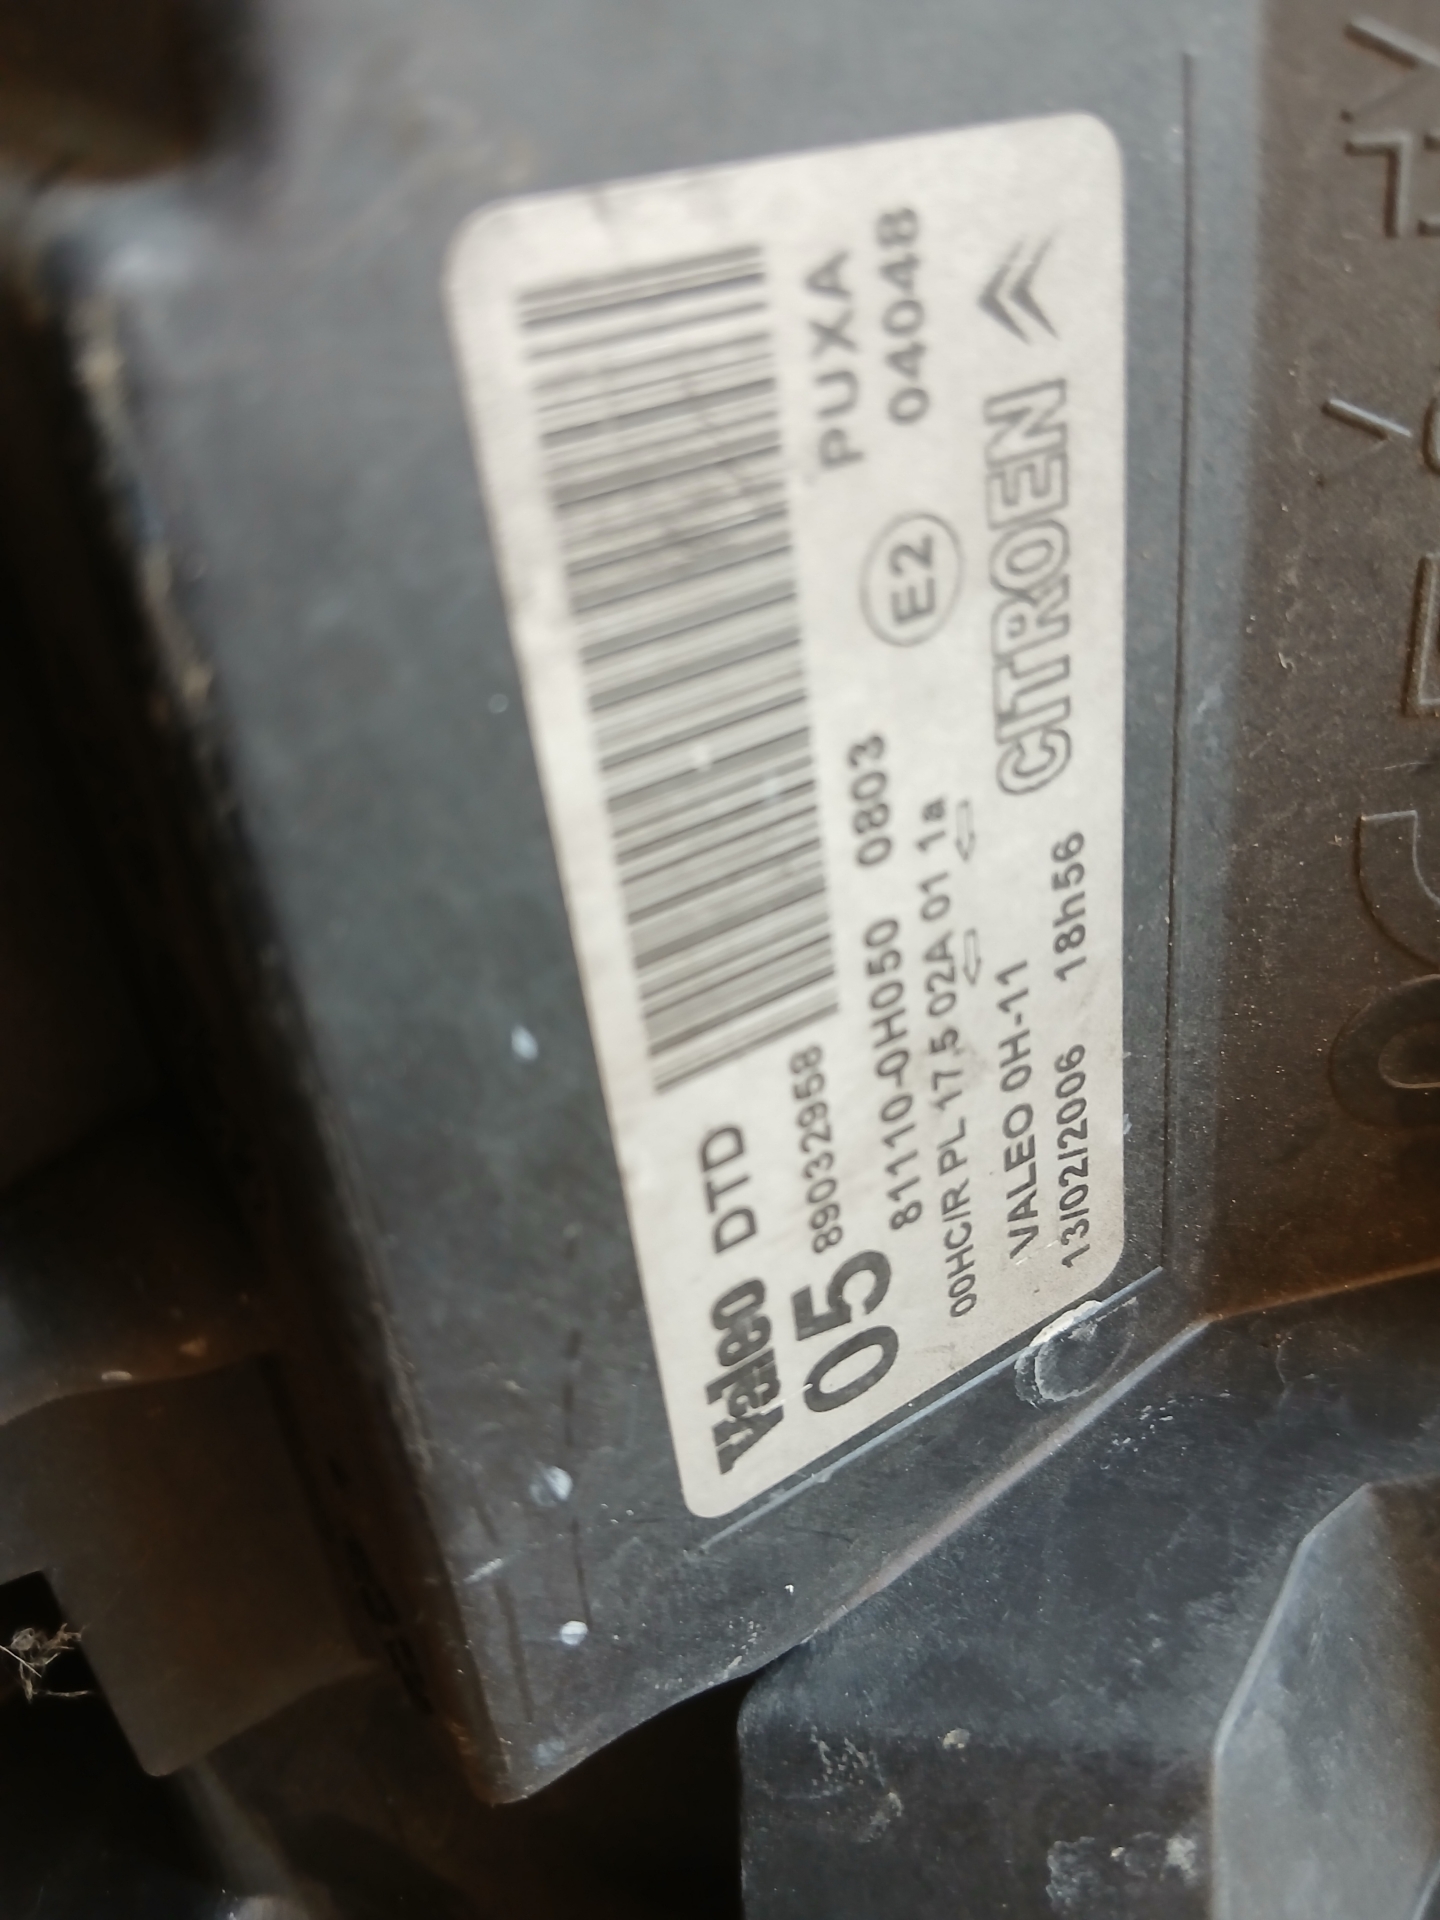 Valeo DTD
05 89032958 PUXA
81110-0H050 0803 E2 04048
00HC/R PL 17.5 02A 01 1a
VALEO 0H-11 CITROEN
13/02/2006 18h56